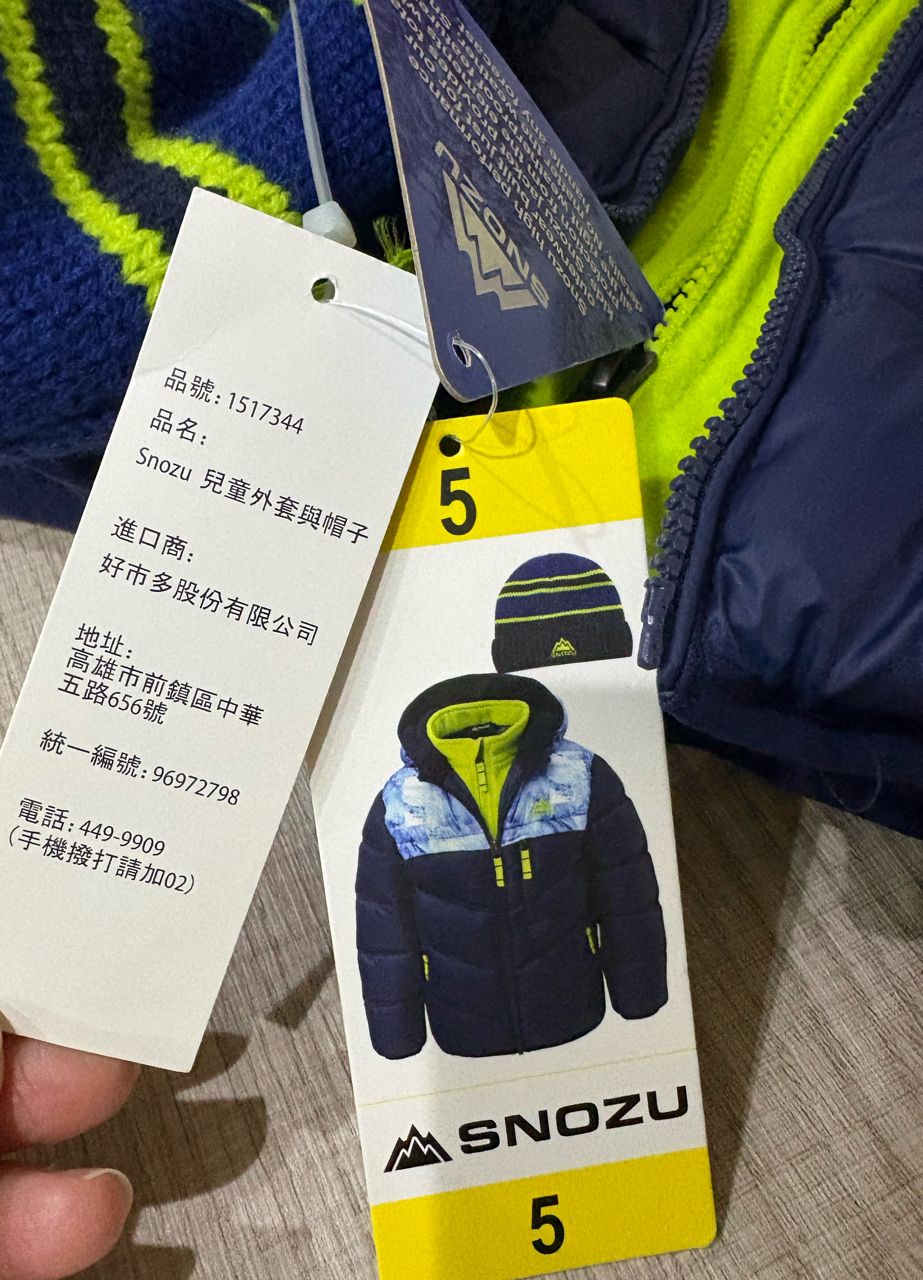 品號: 1517344
品名:
Snozu 兒童外套與帽子
進口商:
好市多股份有限公司
地址:
高雄市前鎮區中華
五路656號
統一編號: 96972798
電話: 449-9909
(手機撥打請加02)
SNOZU
5
SNOZU
SNOZU
5